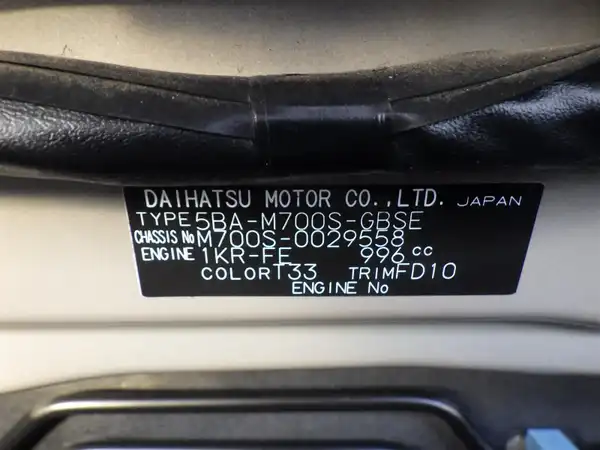 DAIHATSU MOTOR CO.,LTD. JAPAN
TYPE 5BA-M700S-GBSE
CHASSIS No M700S-0029558
ENGINE 1KR-FE 996 cc
COLOR T33 TRIM FD10
ENGINE No